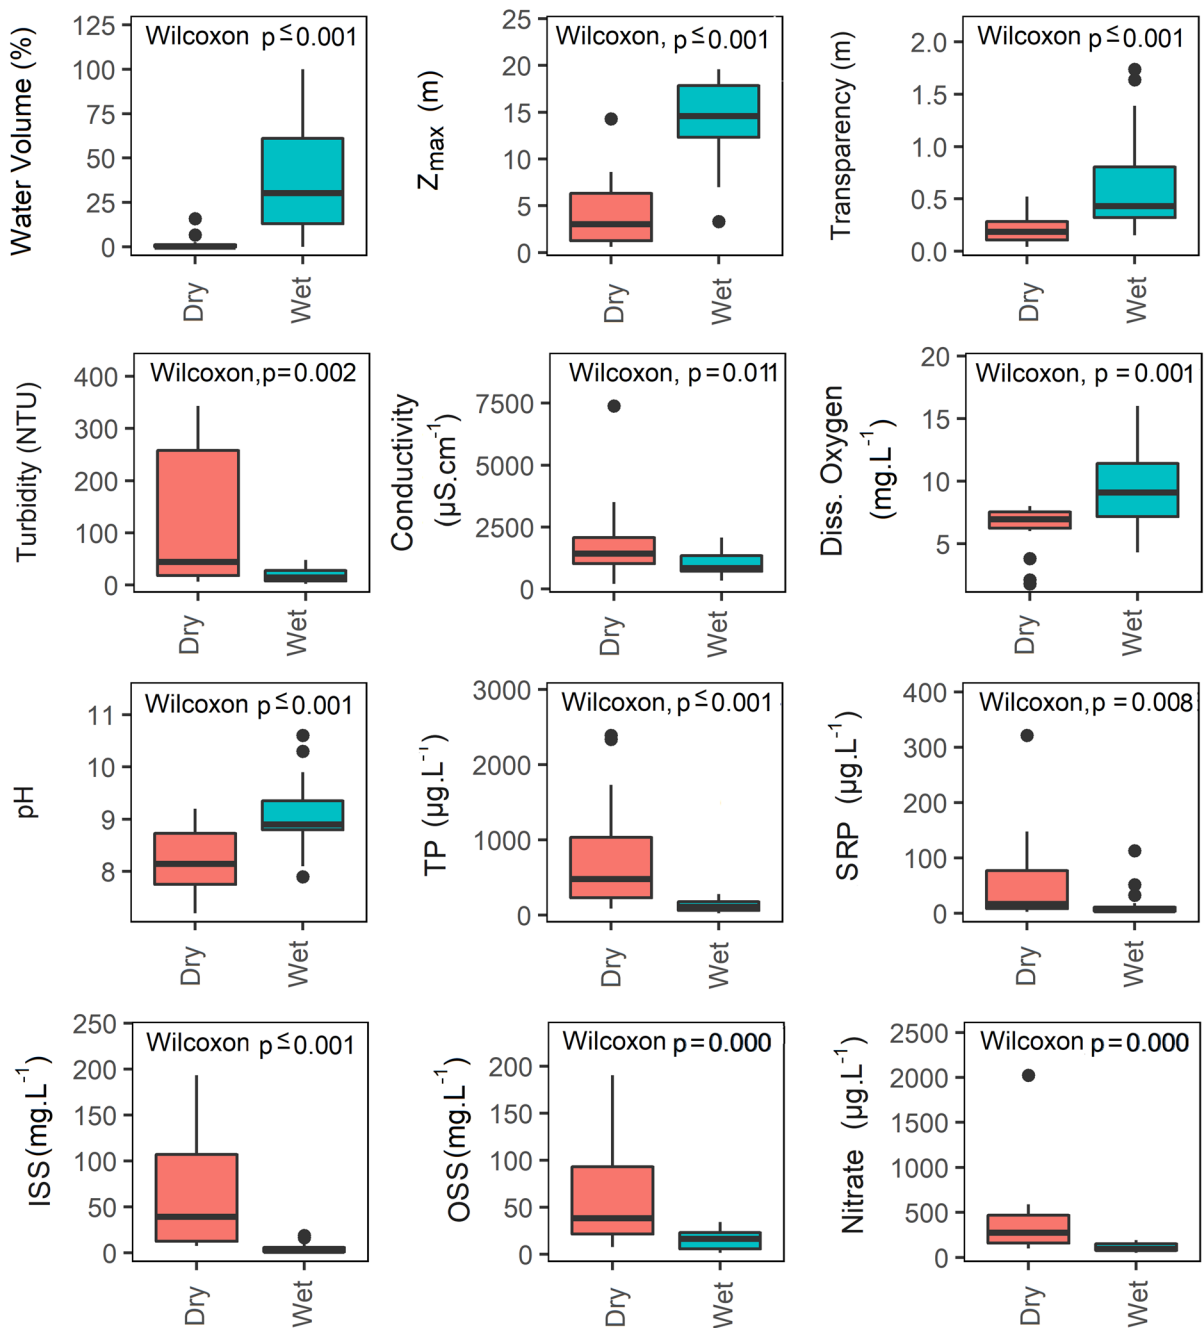 Water Volume (%)
125
100
75
50
25
0
Wilcoxon p≤0.001
Dry
Wet
Zmax (m)
25
20
15
10
5
0
Wilcoxon, p≤0.001
Dry
Wet
Transparency (m)
2.0
1.5
1.0
0.5
0.0
Wilcoxon p≤0.001
Dry
Wet
Turbidity (NTU)
400
300
200
100
0
Wilcoxon,p=0.002
Dry
Wet
Conductivity
(µS.cm⁻¹)
7500
5000
2500
0
Wilcoxon, p=0.011
Dry
Wet
Diss. Oxygen
(mg.L⁻¹)
20
15
10
5
Wilcoxon, p = 0.001
Dry
Wet
pH
11
10
9
8
Wilcoxon p≤0.001
Dry
Wet
TP (µg.L⁻¹)
3000
2000
1000
0
Wilcoxon, p≤0.001
Dry
Wet
SRP (µg.L⁻¹)
400
300
200
100
0
Wilcoxon, p = 0.008
Dry
Wet
ISS(mg.L⁻¹)
250
200
150
100
50
0
Wilcoxon p≤0.001
Dry
Wet
OSS(mg.L⁻¹)
200
150
100
50
0
Wilcoxon p=0.000
Dry
Wet
Nitrate (µg.L⁻¹)
2500
2000
1500
1000
500
0
Wilcoxon p=0.000
Dry
Wet